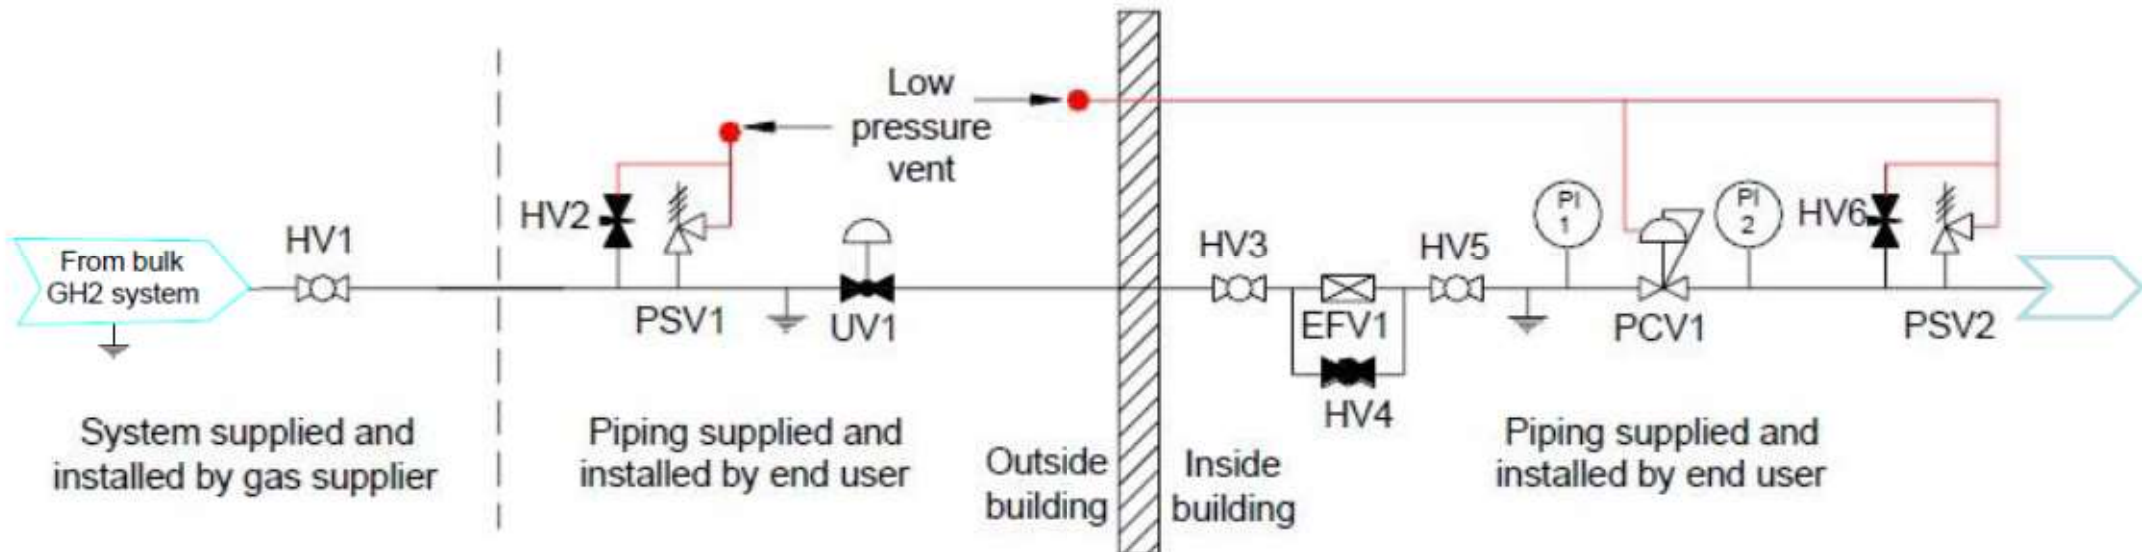 Low
pressure
vent
HV2
HV1
From bulk
GH2 system
PSV1
UV1
HV3
HV5
EFV1
HV4
PI
1
PI
2
HV6
PCV1
PSV2
System supplied and
installed by gas supplier
Piping supplied and
installed by end user
Outside
building
Inside
building
Piping supplied and
installed by end user